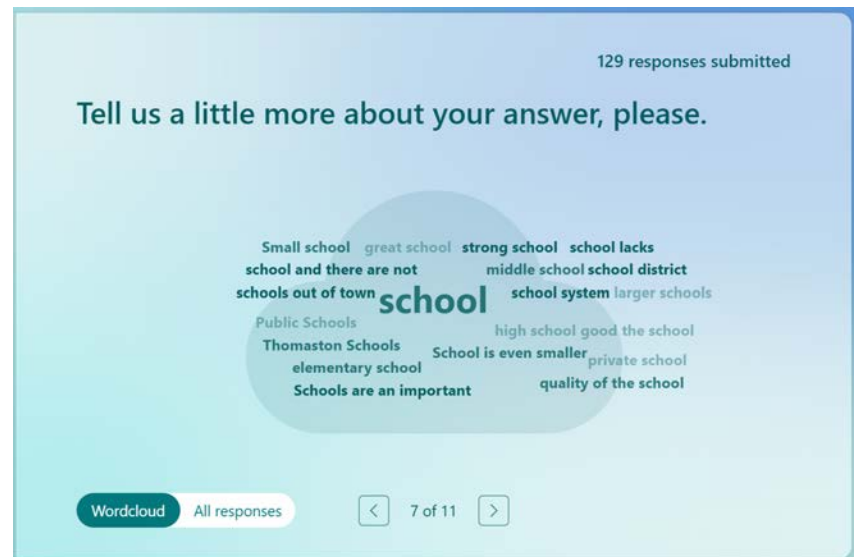 129 responses submitted
Tell us a little more about your answer, please.
Small school great school strong school school lacks
school and there are not middle school school district
schools out of town school school system larger schools
Public Schools high school good the school
Thomaston Schools School is even smaller private school
elementary school quality of the school
Schools are an important
Wordcloud All responses < 7 of 11 >